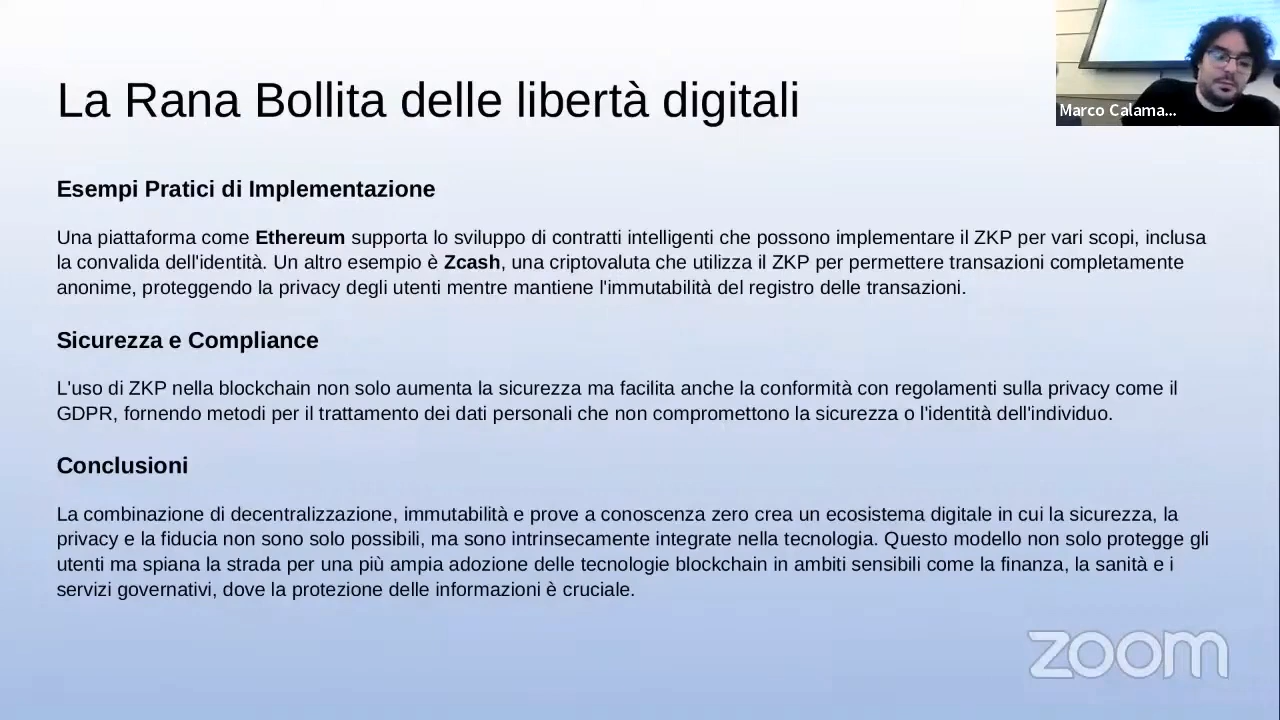 La Rana Bollita delle libertà digitali
Marco Calama...
Esempi Pratici di Implementazione
Una piattaforma come Ethereum supporta lo sviluppo di contratti intelligenti che possono implementare il ZKP per vari scopi, inclusa
la convalida dell'identità. Un altro esempio è Zcash, una criptovaluta che utilizza il ZKP per permettere transazioni completamente
anonime, proteggendo la privacy degli utenti mentre mantiene l'immutabilità del registro delle transazioni.
Sicurezza e Compliance
L'uso di ZKP nella blockchain non solo aumenta la sicurezza ma facilita anche la conformità con regolamenti sulla privacy come il
GDPR, fornendo metodi per il trattamento dei dati personali che non compromettono la sicurezza o l'identità dell'individuo.
Conclusioni
La combinazione di decentralizzazione, immutabilità e prove a conoscenza zero crea un ecosistema digitale in cui la sicurezza, la
privacy e la fiducia non sono solo possibili, ma sono intrinsecamente integrate nella tecnologia. Questo modello non solo protegge gli
utenti ma spiana la strada per una più ampia adozione delle tecnologie blockchain in ambiti sensibili come la finanza, la sanità e i
servizi governativi, dove la protezione delle informazioni è cruciale.
zoom